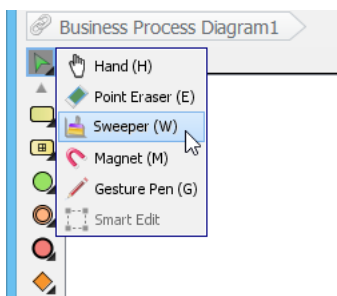 Business Process Diagram1
Hand (H)
Point Eraser (E)
Sweeper (W)
Magnet (M)
Gesture Pen (G)
Smart Edit